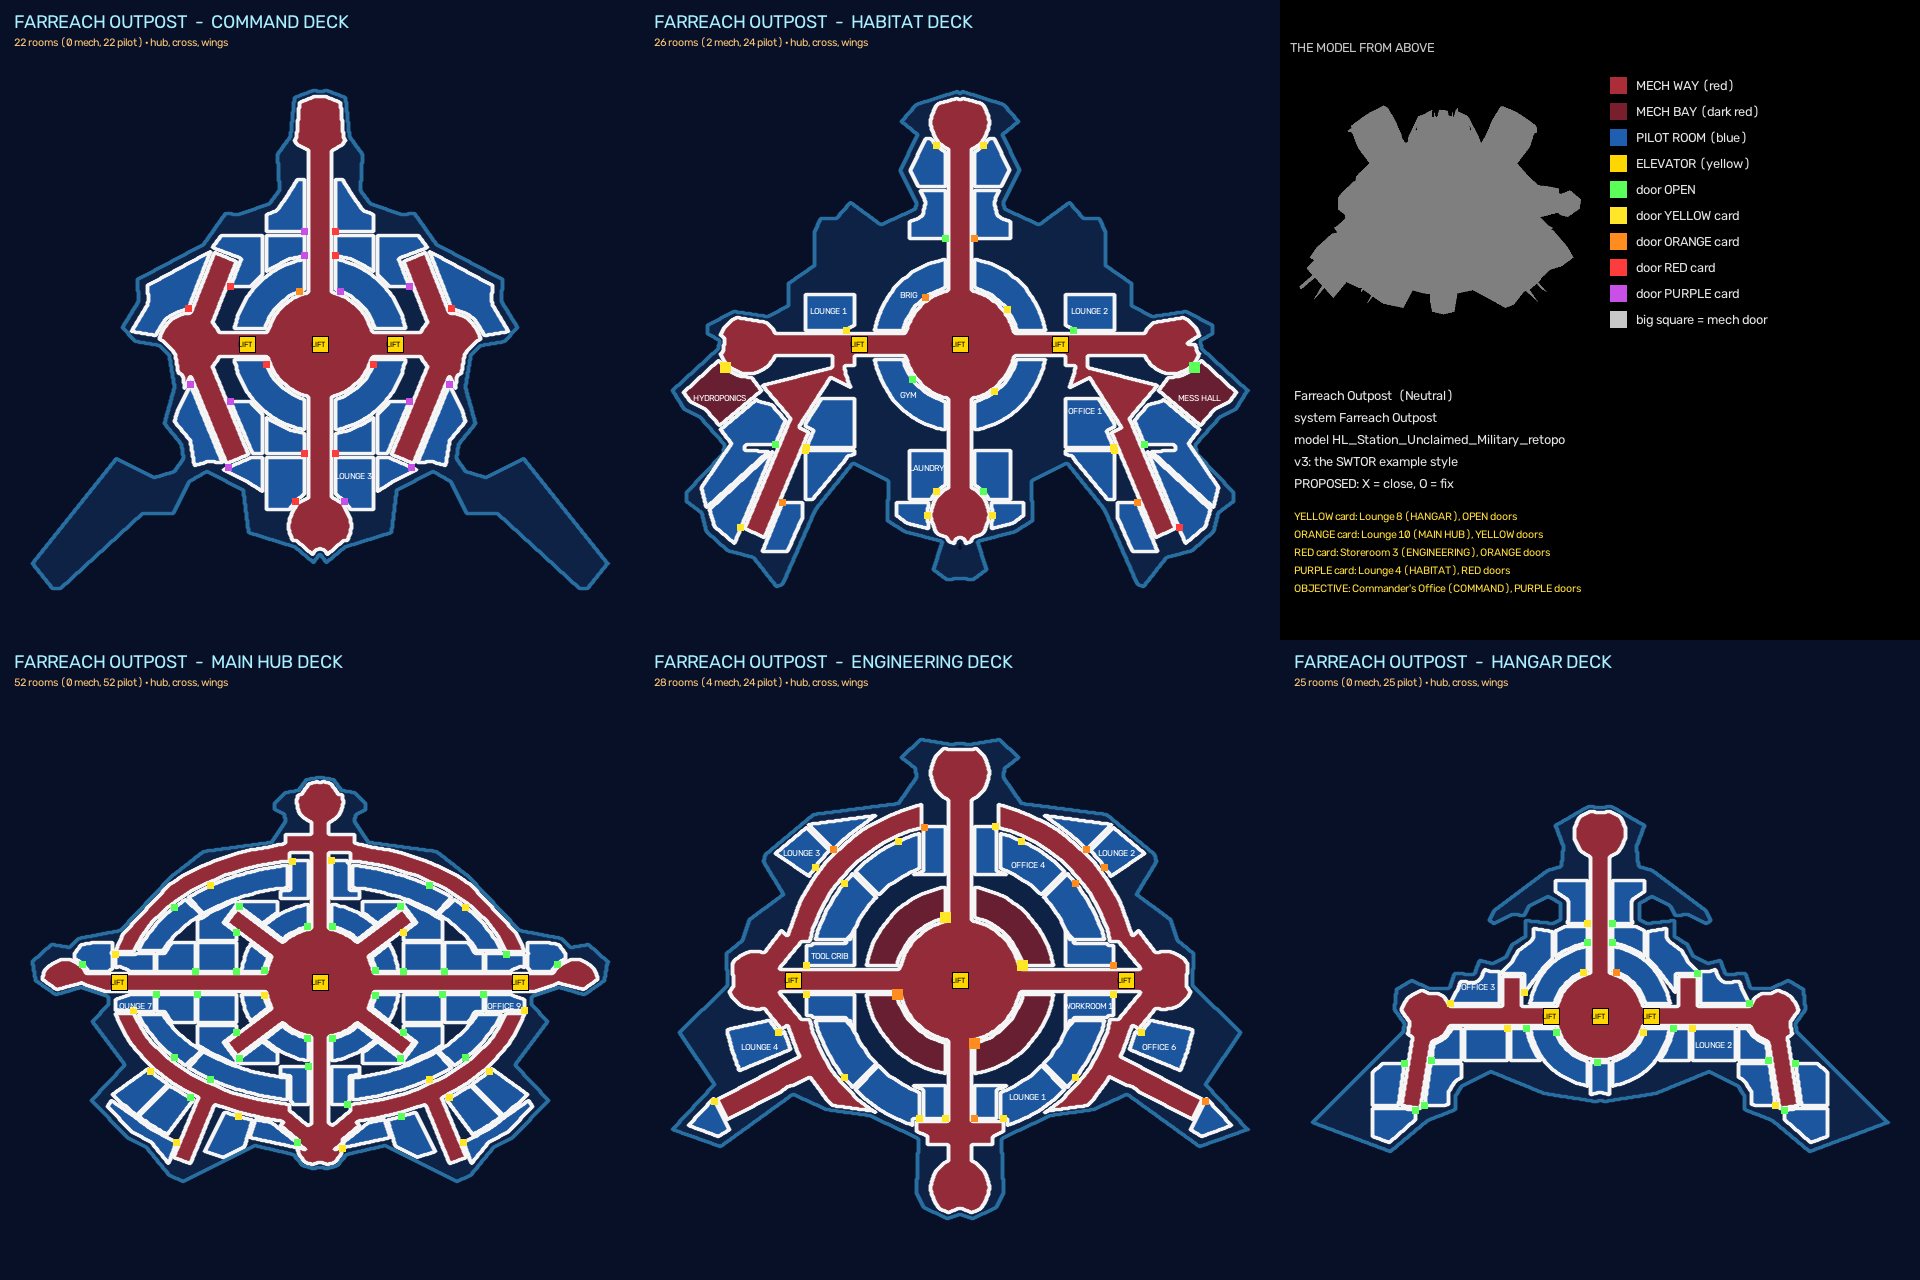 FARREACH OUTPOST - COMMAND DECK
22 rooms (0 mech, 22 pilot) • hub, cross, wings
LIFT
LIFT
LIFT
LOUNGE 3
FARREACH OUTPOST - HABITAT DECK
26 rooms (2 mech, 24 pilot) • hub, cross, wings
BRIG
LOUNGE 1
LOUNGE 2
LIFT
LIFT
LIFT
HYDROPONICS
GYM
MESS HALL
OFFICE 1
LAUNDRY
THE MODEL FROM ABOVE
MECH WAY (red)
MECH BAY (dark red)
PILOT ROOM (blue)
ELEVATOR (yellow)
door OPEN
door YELLOW card
door ORANGE card
door RED card
door PURPLE card
big square = mech door
Farreach Outpost (Neutral)
system Farreach Outpost
model HL_Station_Unclaimed_Military_retopo
v3: the SWTOR example style
PROPOSED: X = close, O = fix
YELLOW card: Lounge 8 (HANGAR), OPEN doors
ORANGE card: Lounge 10 (MAIN HUB), YELLOW doors
RED card: Storeroom 3 (ENGINEERING), ORANGE doors
PURPLE card: Lounge 4 (HABITAT), RED doors
OBJECTIVE: Commander's Office (COMMAND), PURPLE doors
FARREACH OUTPOST - MAIN HUB DECK
52 rooms (0 mech, 52 pilot) • hub, cross, wings
LIFT
LIFT
LIFT
LOUNGE 7
OFFICE 9
FARREACH OUTPOST - ENGINEERING DECK
28 rooms (4 mech, 24 pilot) • hub, cross, wings
LOUNGE 3
LOUNGE 2
OFFICE 4
TOOL CRIB
LIFT
LIFT
LIFT
WORKROOM 1
LOUNGE 4
OFFICE 6
LOUNGE 1
FARREACH OUTPOST - HANGAR DECK
25 rooms (0 mech, 25 pilot) • hub, cross, wings
OFFICE 3
LIFT
LIFT
LIFT
LOUNGE 2